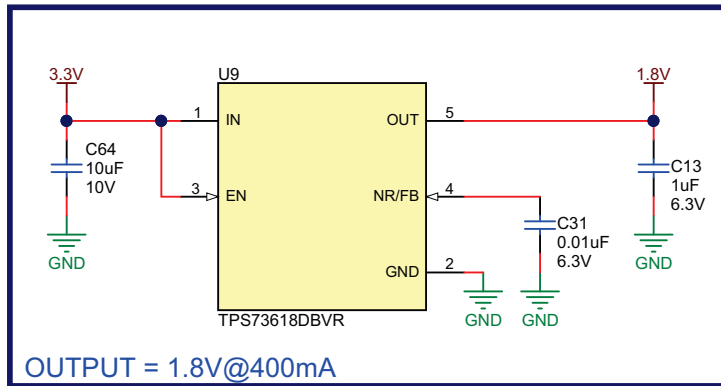 3.3V
U9
1.8V
1
IN
OUT
5
C64
10uF
10V
C13
1uF
6.3V
3
EN
NR/FB
4
C31
0.01uF
6.3V
GND
GND
2
GND
GND
GND
TPS73618DBVR
OUTPUT = 1.8V@400mA